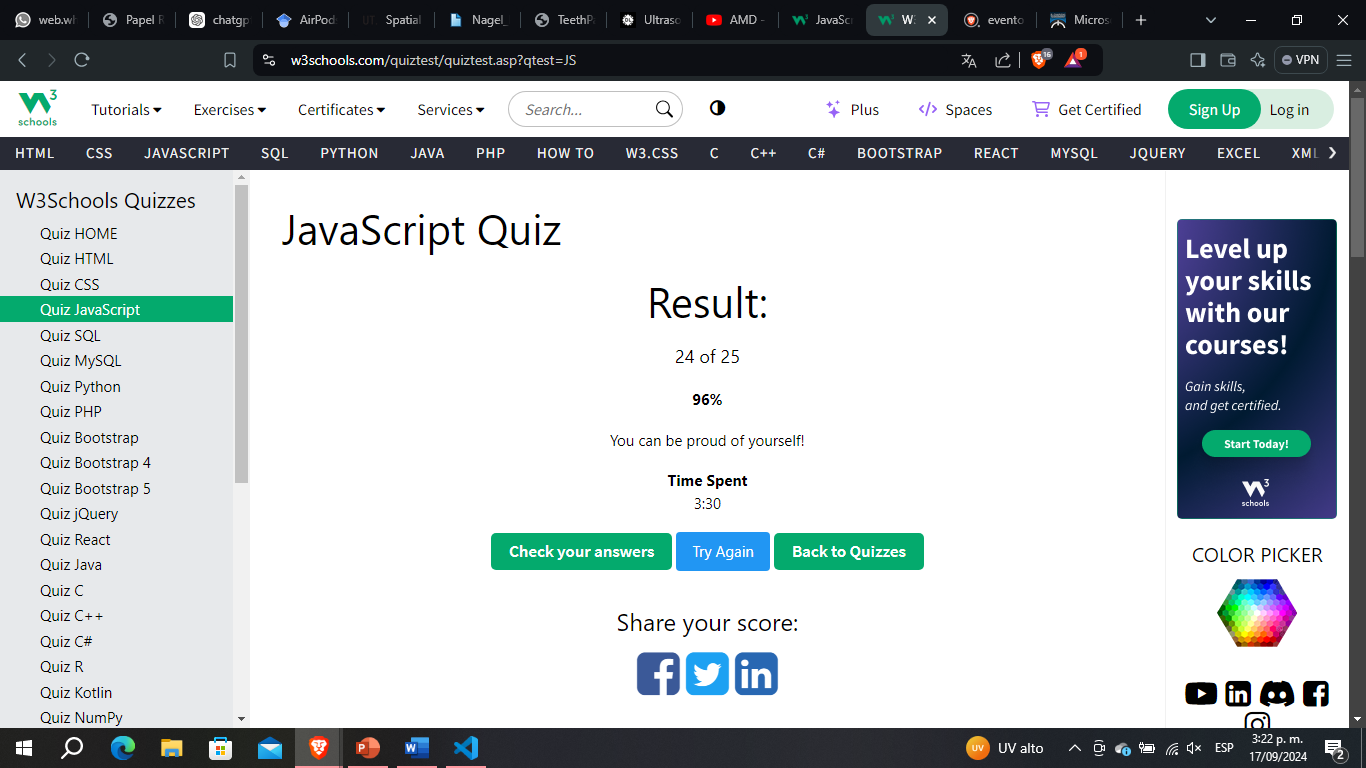 web.wh
Papel R
chatgp
AirPod
Spatial
Nagel_
TeethPa
Ultraso
AMD -
JavaSc
W3
evento
Micros
w3schools.com/quiztest/quiztest.asp?qtest=JS
16
1
VPN
W3
schools
Tutorials
Exercises
Certificates
Services
Search...
Plus
Spaces
Get Certified
Sign Up
Log in
HTML CSS JAVASCRIPT SQL PYTHON JAVA PHP HOW TO W3.CSS C C++ C# BOOTSTRAP REACT MYSQL JQUERY EXCEL XML
W3Schools Quizzes
Quiz HOME
Quiz HTML
Quiz CSS
Quiz JavaScript
Quiz SQL
Quiz MySQL
Quiz Python
Quiz PHP
Quiz Bootstrap
Quiz Bootstrap 4
Quiz Bootstrap 5
Quiz jQuery
Quiz React
Quiz Java
Quiz C
Quiz C++
Quiz C#
Quiz R
Quiz Kotlin
Quiz NumPy
JavaScript Quiz
Result:
24 of 25
96%
You can be proud of yourself!
Time Spent
3:30
Check your answers
Try Again
Back to Quizzes
Share your score:
Level up
your skills
with our
courses!
Gain skills,
and get certified.
Start Today!
W3
schools
COLOR PICKER
UV
UV alto
ESP
3:22 p. m.
17/09/2024
2